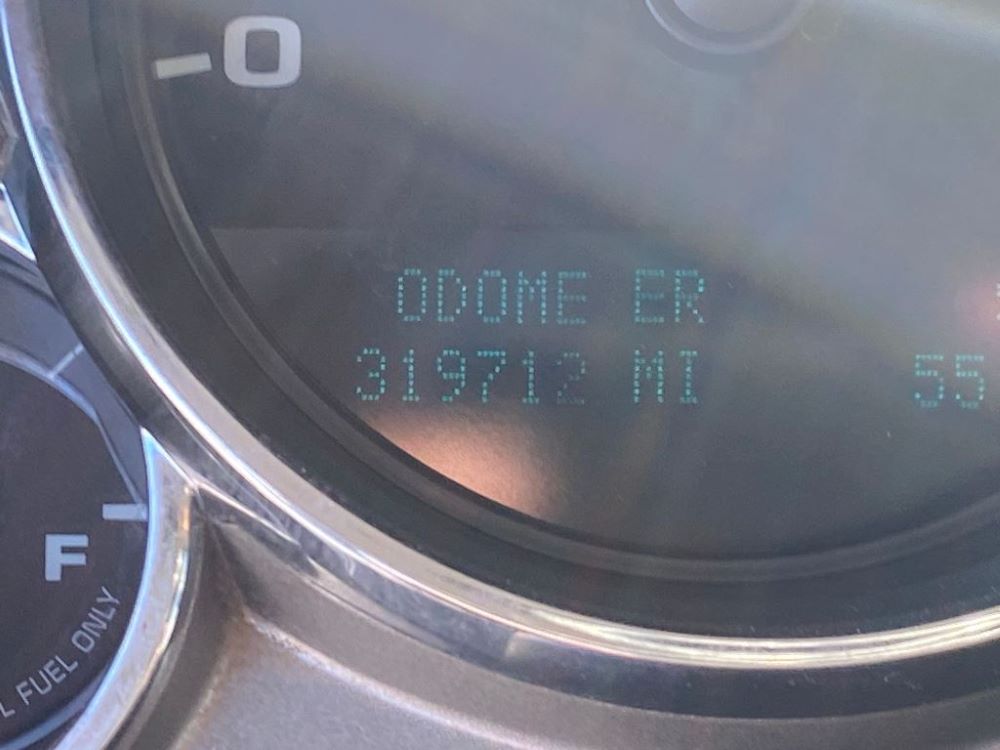 0
ODOME ER
319712 MI 55
F
L FUEL ONLY